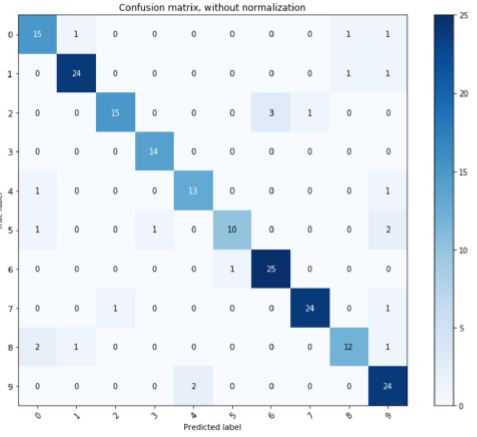 Confusion matrix, without normalization
0 15 1 0 0 0 0 0 0 1 1
1 0 24 0 0 0 0 0 0 1 1
2 0 0 15 0 0 0 3 1 0 0
3 0 0 0 14 0 0 0 0 0 0
4 1 0 0 0 13 0 0 0 0 1
5 1 0 0 1 0 10 0 0 0 2
6 0 0 0 0 0 1 25 0 0 0
7 0 0 1 0 0 0 0 24 0 1
8 2 1 0 0 0 0 0 0 12 1
9 0 0 0 0 2 0 0 0 0 24
0 1 2 3 4 5 6 7 8 9
Predicted label
25
20
15
10
5
0